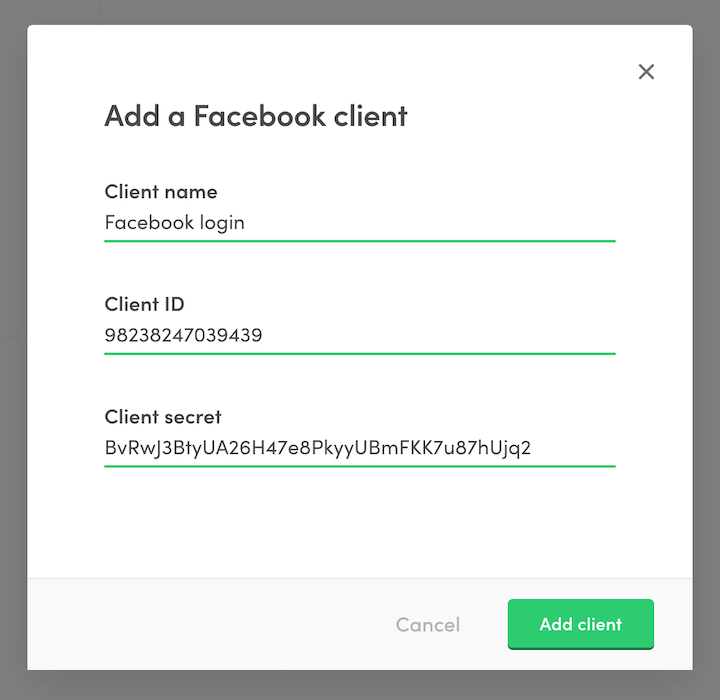 Add a Facebook client
Client name
Facebook login
Client ID
98238247039439
Client secret
BvRwJ3BtyUA26H47e8PkyyUBmFKK7u87hUjq2
Cancel
Add client